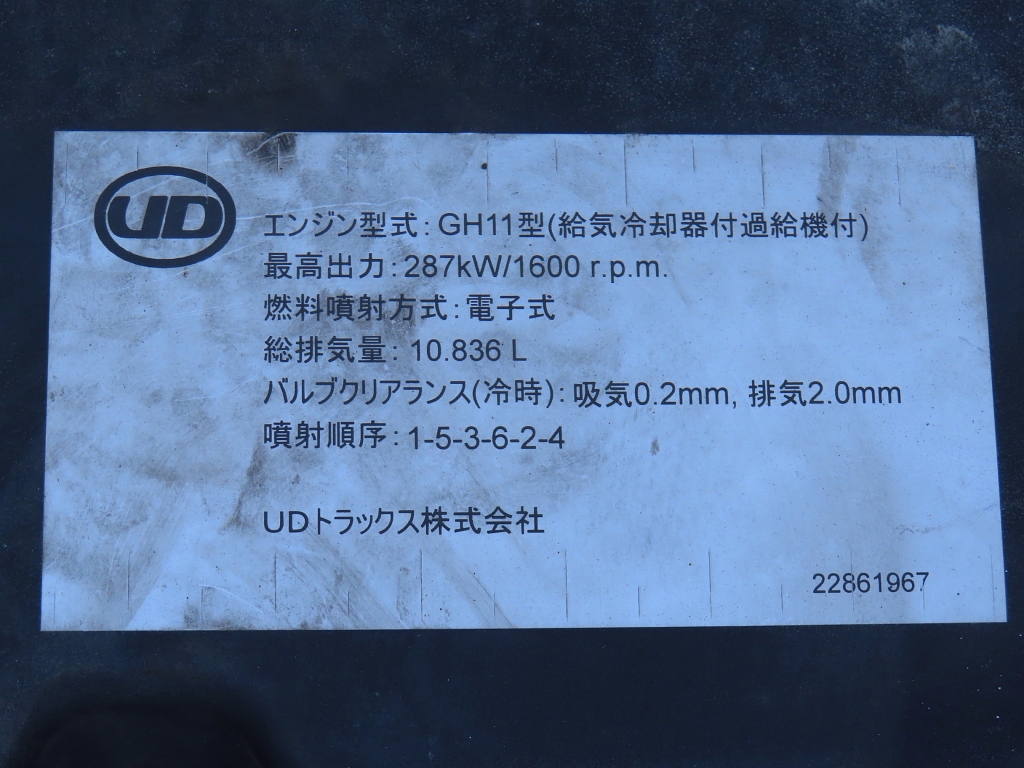 UD
エンジン型式：GH11型(給気冷却器付過給機付)
最高出力：287kW/1600 r.p.m.
燃料噴射方式：電子式
総排気量：10.836 L
バルブクリアランス(冷時)：吸気0.2mm, 排気2.0mm
噴射順序：1-5-3-6-2-4
UDトラックス株式会社
22861967